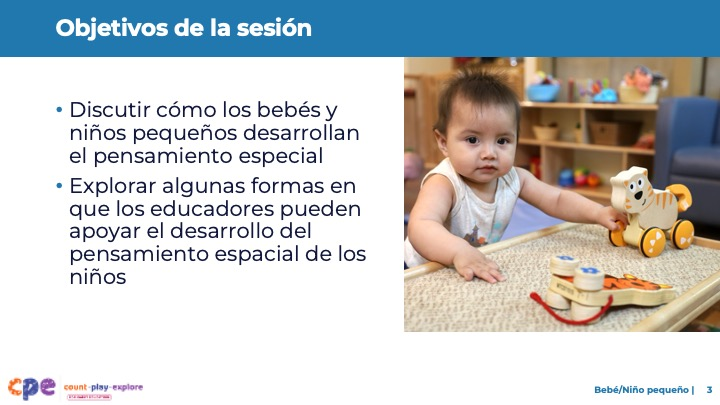 Objetivos de la sesión
• Discutir cómo los bebés y
niños pequeños desarrollan
el pensamiento especial
• Explorar algunas formas en
que los educadores pueden
apoyar el desarrollo del
pensamiento espacial de los
niños
cpe
count-play-explore
Bebé/Niño pequeño | 3